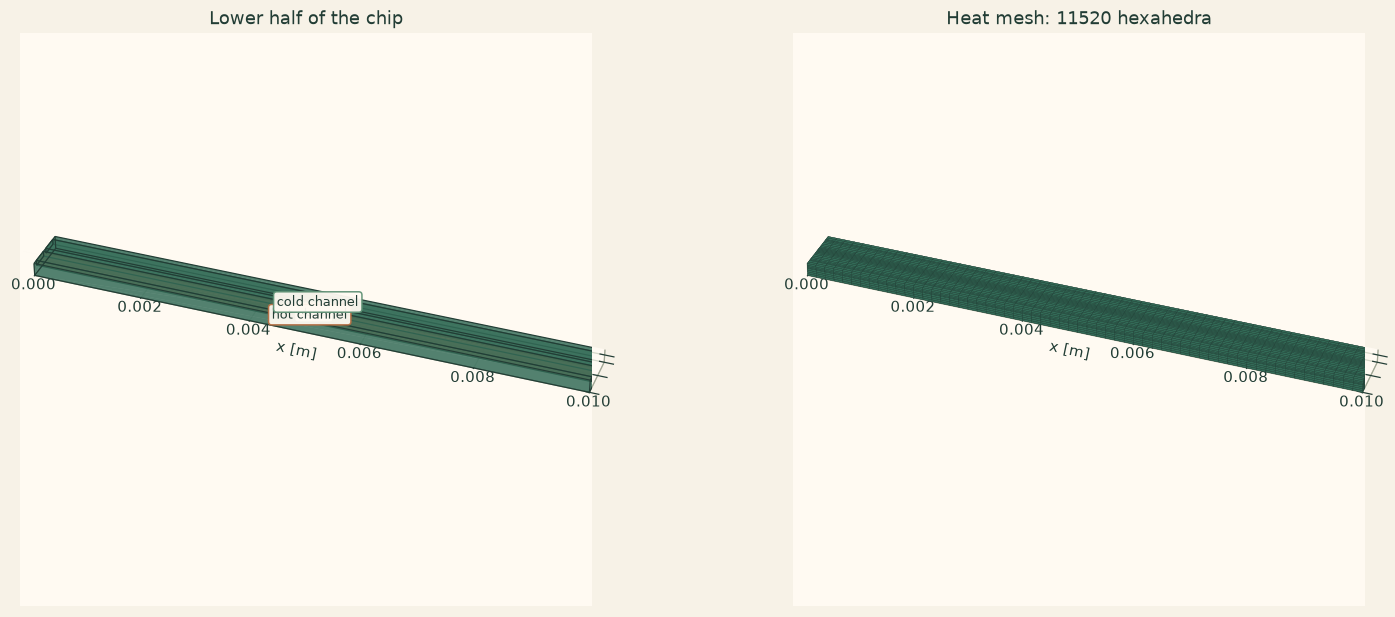 Lower half of the chip
cold channel
hot channel
0.000
0.002
0.004
0.006
0.008
0.010
x [m]
Heat mesh: 11520 hexahedra
0.000
0.002
0.004
0.006
0.008
0.010
x [m]